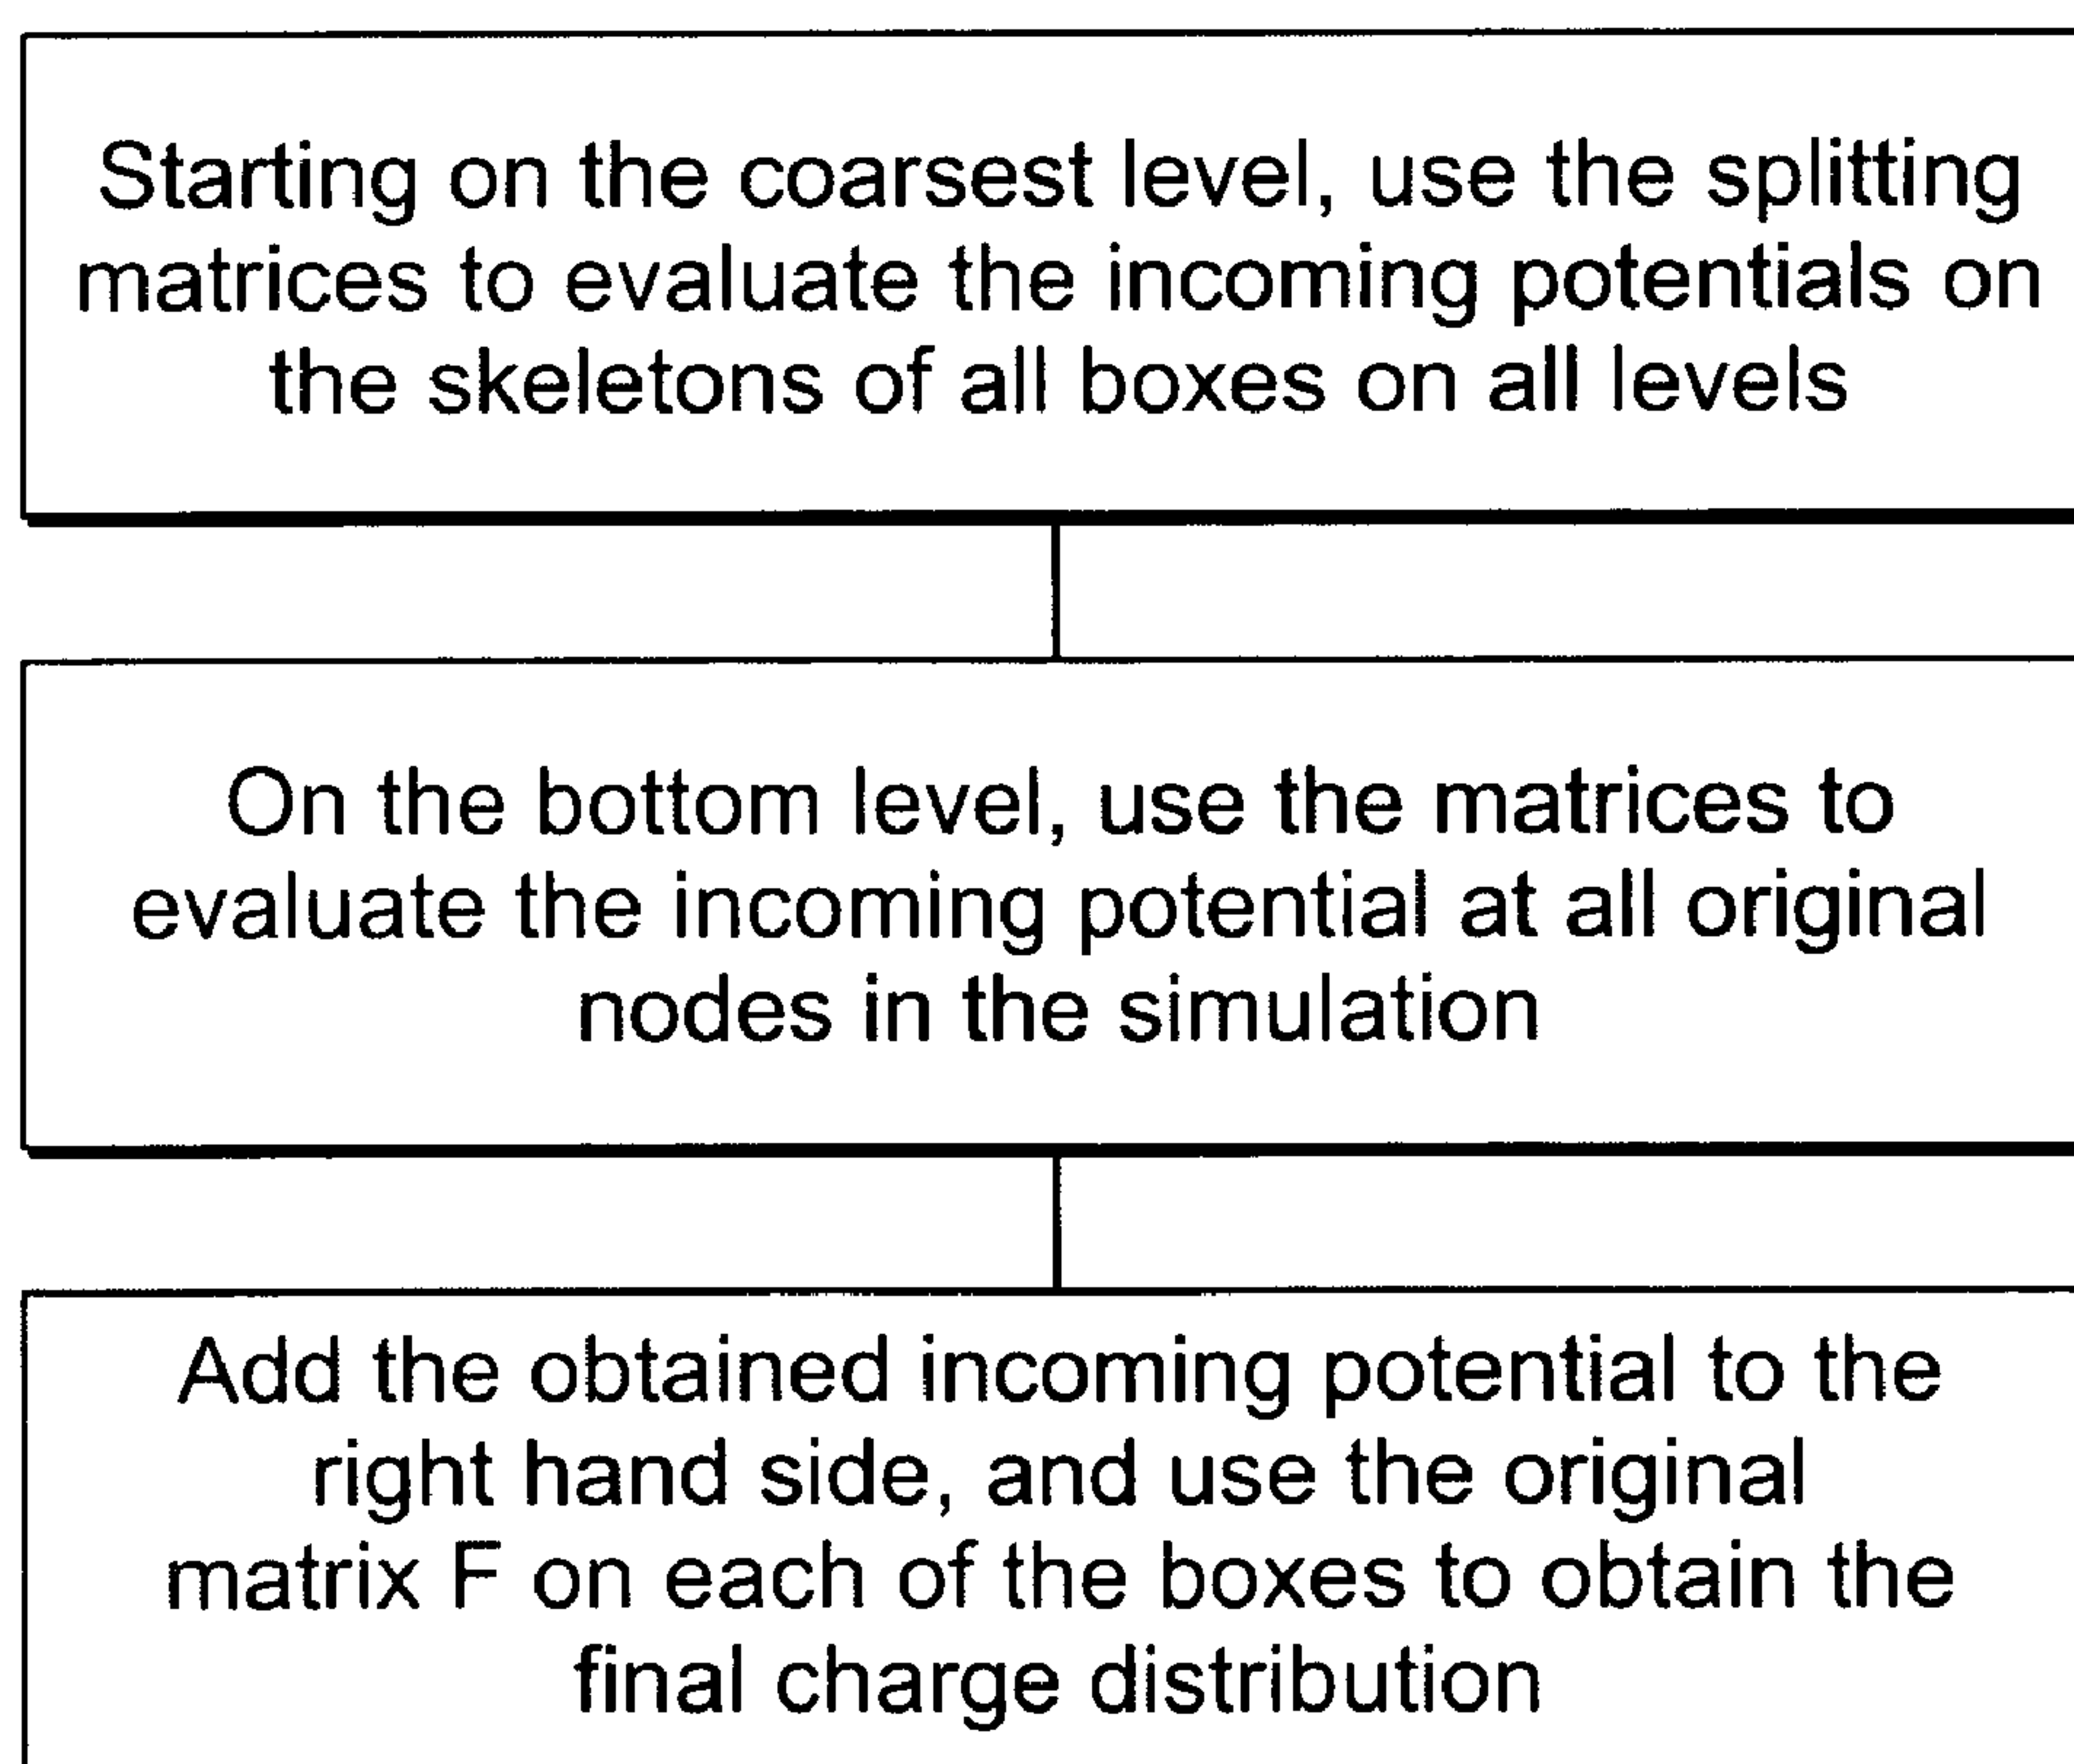 Starting on the coarsest level, use the splitting
matrices to evaluate the incoming potentials on
the skeletons of all boxes on all levels
On the bottom level, use the matrices to
evaluate the incoming potential at all original
nodes in the simulation
Add the obtained incoming potential to the
right hand side, and use the original
matrix F on each of the boxes to obtain the
final charge distribution